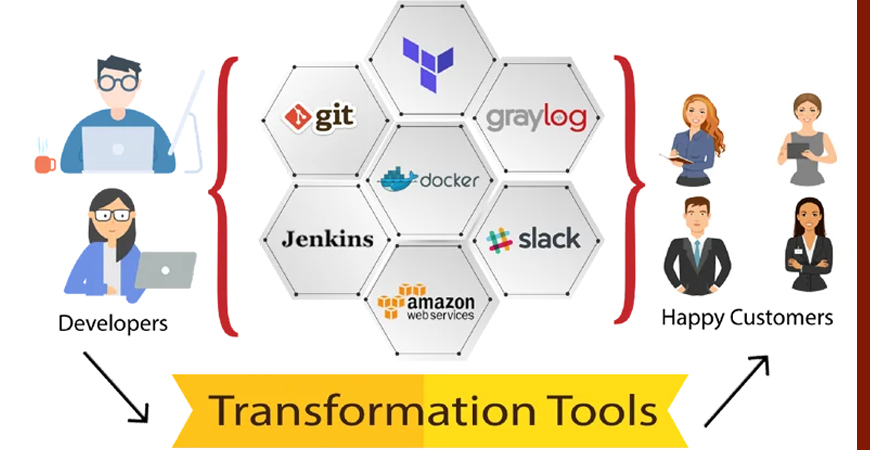 git
graylog
docker
Jenkins
slack
amazon
web services
Developers
Happy Customers
Transformation Tools